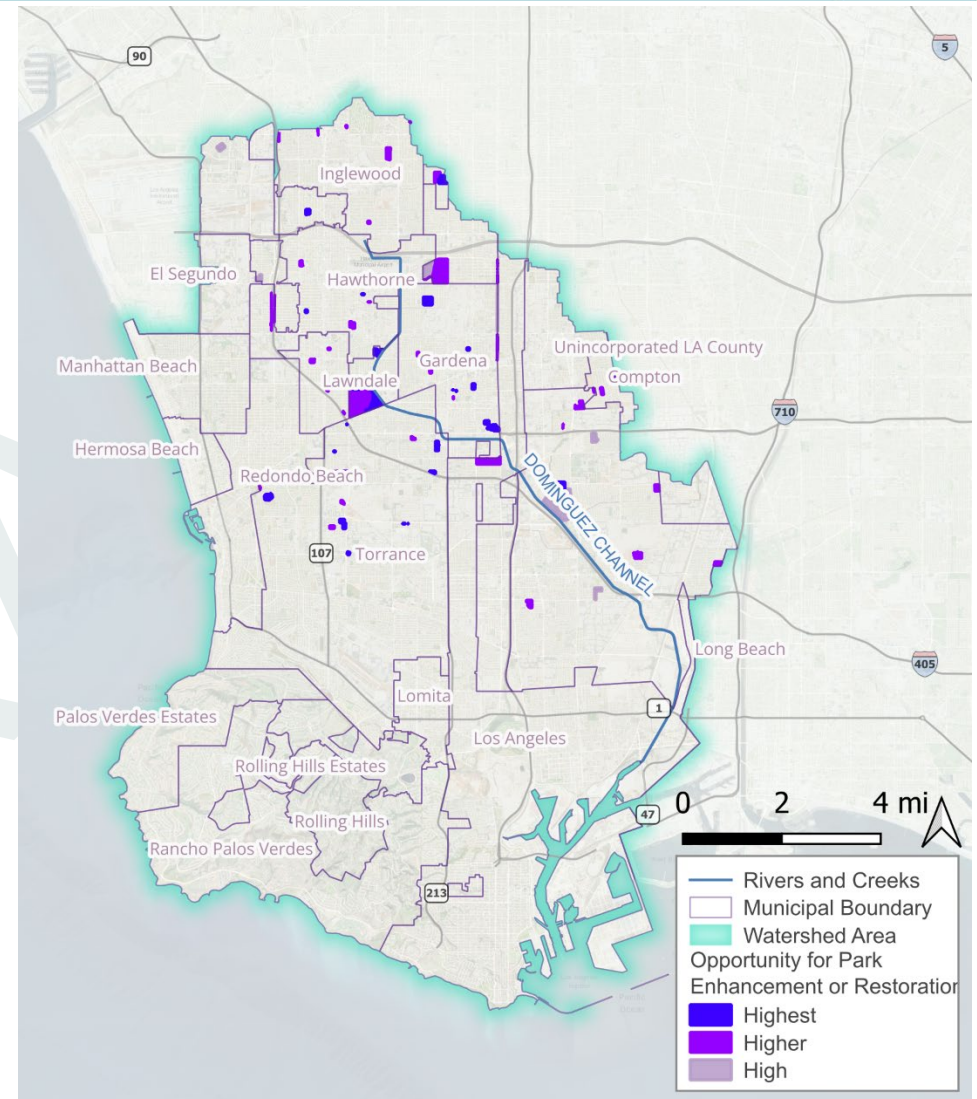 90
5
Inglewood
El Segundo
Hawthorne
Manhattan Beach
Gardena
Unincorporated LA County
Compton
Lawndale
710
Hermosa Beach
Redondo Beach
DOMINGUEZ CHANNEL
107
Torrance
Long Beach
405
Lomita
1
Palos Verdes Estates
Los Angeles
Rolling Hills Estates
0 2 4 mi
47
Rolling Hills
Rancho Palos Verdes
213
Rivers and Creeks
Municipal Boundary
Watershed Area
Opportunity for Park
Enhancement or Restoration
Highest
Higher
High